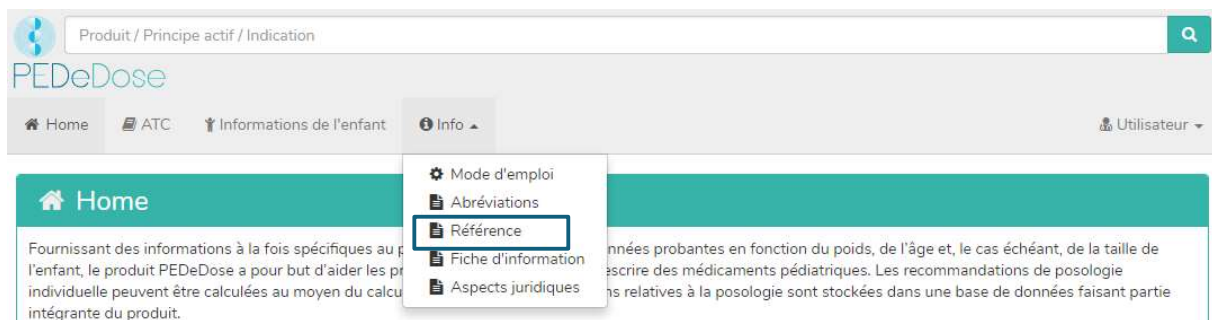 Produit / Principe actif / Indication
PEDeDose
Home ATC Informations de l'enfant Info Utilisateur
Mode d'emploi
Abréviations
Référence
Fiche d'information
Aspects juridiques
Home
Fournissant des informations à la fois spécifiques au p nnées probantes en fonction du poids, de l'âge et, le cas échéant, de la taille de
l'enfant, le produit PEDeDose a pour but d'aider les pr escrire des médicaments pédiatriques. Les recommandations de posologie
individuelle peuvent être calculées au moyen du calcu ns relatives à la posologie sont stockées dans une base de données faisant partie
intégrante du produit.